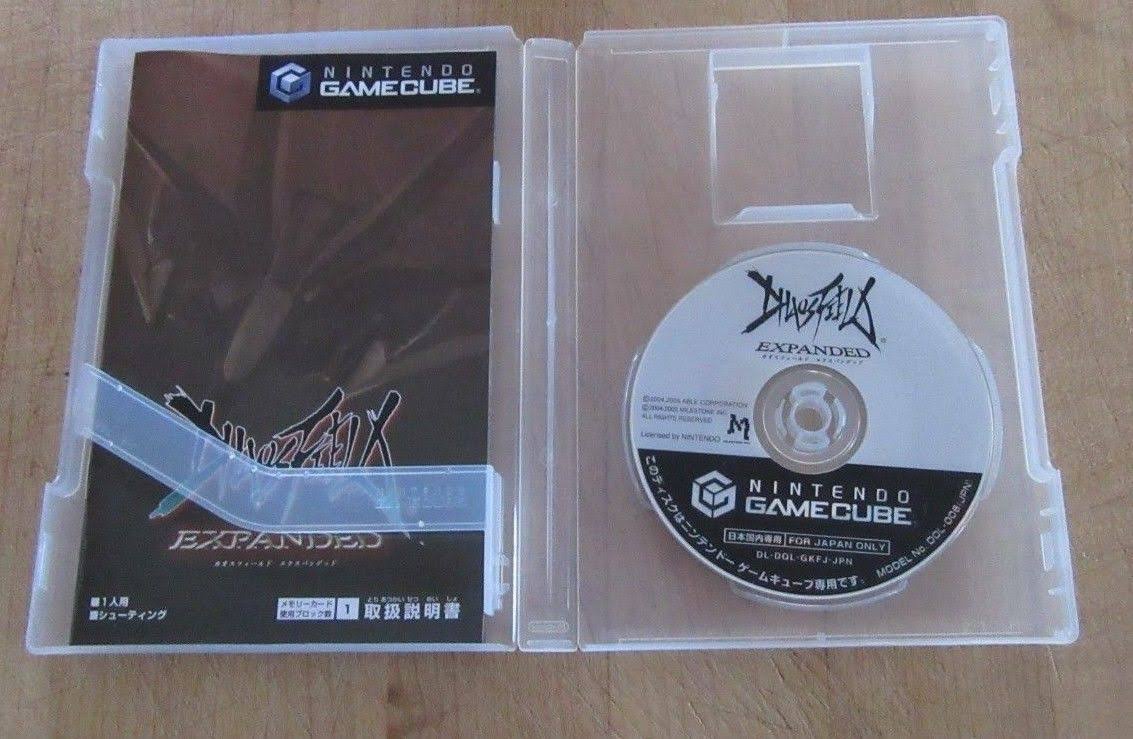 NINTENDO
GAMECUBE
CHAOS FIELD
EXPANDED
カオスフィールド エクスパンデッド
■1人用
■シューティング
メモリーカード
使用ブロック数
1
とりあつかいせつめいしょ
取扱説明書
CHAOS FIELD
EXPANDED
カオスフィールド エクスパンデッド
©2004,2005 ABLE CORPORATION
©2004,2005 MILESTONE INC.
ALL RIGHTS RESERVED
Licensed by NINTENDO
M
NINTENDO
GAMECUBE
日本国内専用 FOR JAPAN ONLY
DL-DQL-GKFJ-JPN
このディスクはニンテンドー ゲームキューブ専用です。
MODEL No. DOL-006(JPN)